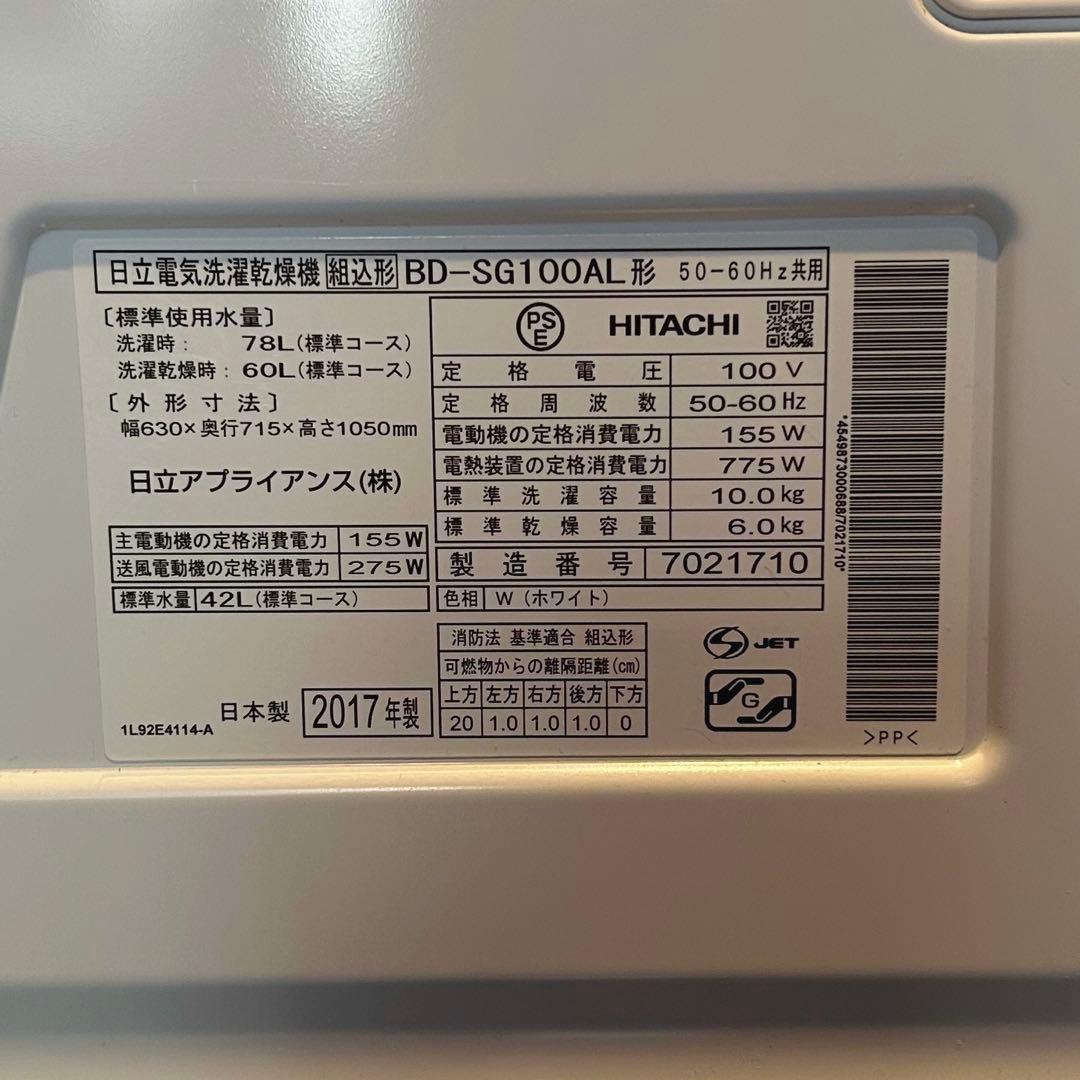 日立電気洗濯乾燥機 組込形 BD-SG100AL形 50-60Hz共用
〔標準使用水量〕
洗濯時: 78L(標準コース)
洗濯乾燥時: 60L(標準コース)
〔外形寸法〕
幅630×奥行715×高さ1050mm
日立アプライアンス(株)
主電動機の定格消費電力 155W
送風電動機の定格消費電力 275W
標準水量 42L(標準コース)
日本製 2017年製
1L92E4114-A
PSE HITACHI
定格電圧 100V
定格周波数 50-60Hz
電動機の定格消費電力 155W
電熱装置の定格消費電力 775W
標準洗濯容量 10.0kg
標準乾燥容量 6.0kg
製造番号 7021710
色相 W(ホワイト)
消防法 基準適合 組込形
可燃物からの離隔距離(cm)
上方 左方 右方 後方 下方
20 1.0 1.0 1.0 0
S JET
G
*4549873000688/7021710*
>PP<